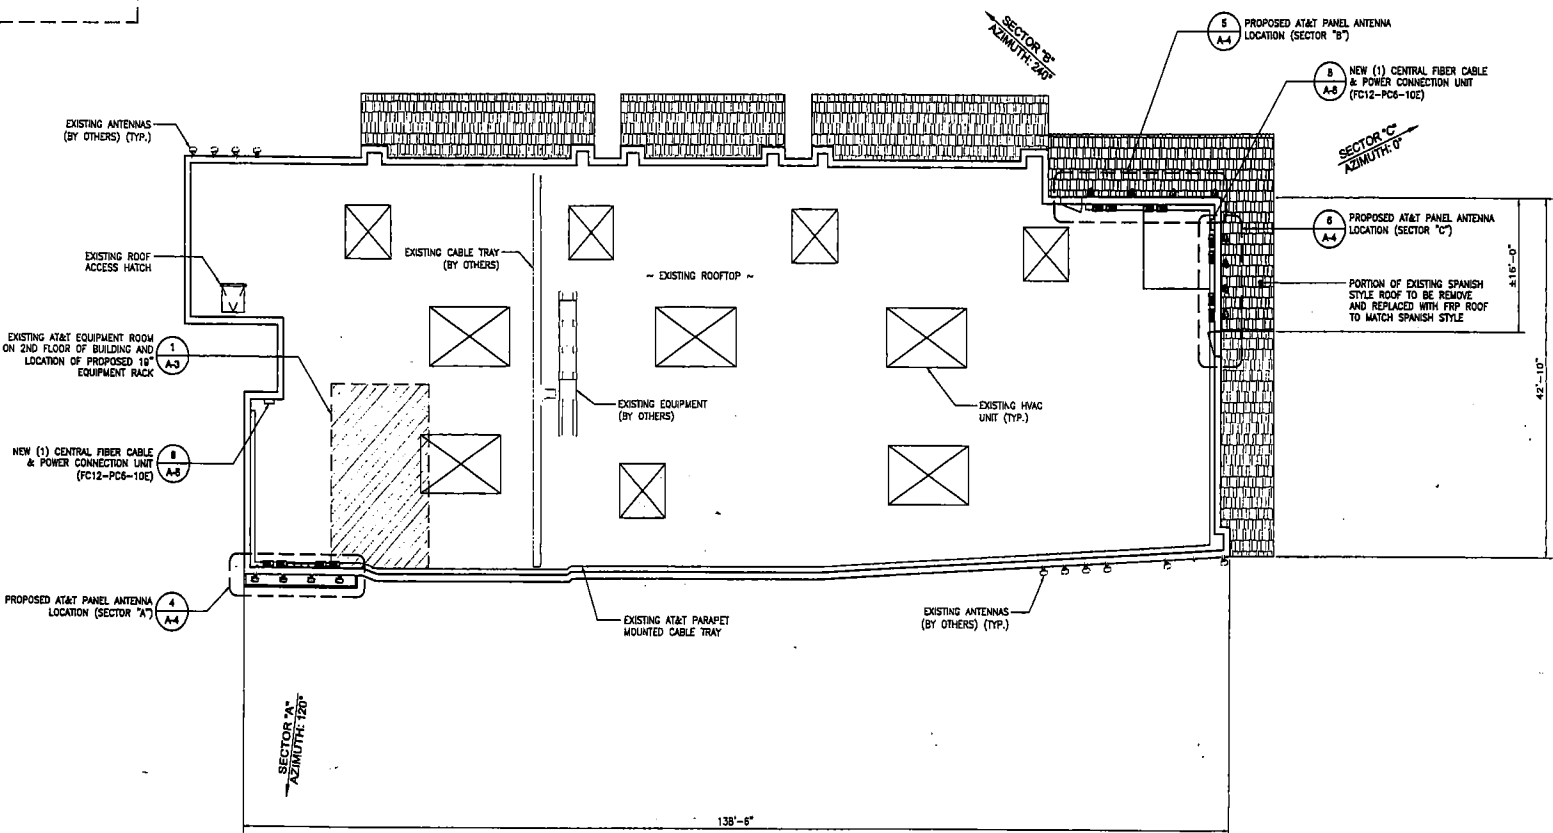 SECTOR "B"
AZIMUTH: 240°
5
A-4
PROPOSED AT&T PANEL ANTENNA
LOCATION (SECTOR "B")
8
A-6
NEW (1) CENTRAL FIBER CABLE
& POWER CONNECTION UNIT
(FC12-PC6-10E)
EXISTING ANTENNAS
(BY OTHERS) (TYP.)
SECTOR "C"
AZIMUTH: 0°
6
A-4
PROPOSED AT&T PANEL ANTENNA
LOCATION (SECTOR "C")
EXISTING ROOF
ACCESS HATCH
EXISTING CABLE TRAY
(BY OTHERS)
~ EXISTING ROOFTOP ~
±16'-0"
PORTION OF EXISTING SPANISH
STYLE ROOF TO BE REMOVE
AND REPLACED WITH FRP ROOF
TO MATCH SPANISH STYLE
EXISTING AT&T EQUIPMENT ROOM
ON 2ND FLOOR OF BUILDING AND
LOCATION OF PROPOSED 19"
EQUIPMENT RACK
1
A-3
42'-10"
EXISTING EQUIPMENT
(BY OTHERS)
EXISTING HVAC
UNIT (TYP.)
NEW (1) CENTRAL FIBER CABLE
& POWER CONNECTION UNIT
(FC12-PC6-10E)
8
A-6
PROPOSED AT&T PANEL ANTENNA
LOCATION (SECTOR "A")
4
A-4
EXISTING AT&T PARAPET
MOUNTED CABLE TRAY
EXISTING ANTENNAS
(BY OTHERS) (TYP.)
SECTOR "A"
AZIMUTH: 120°
138'-6"